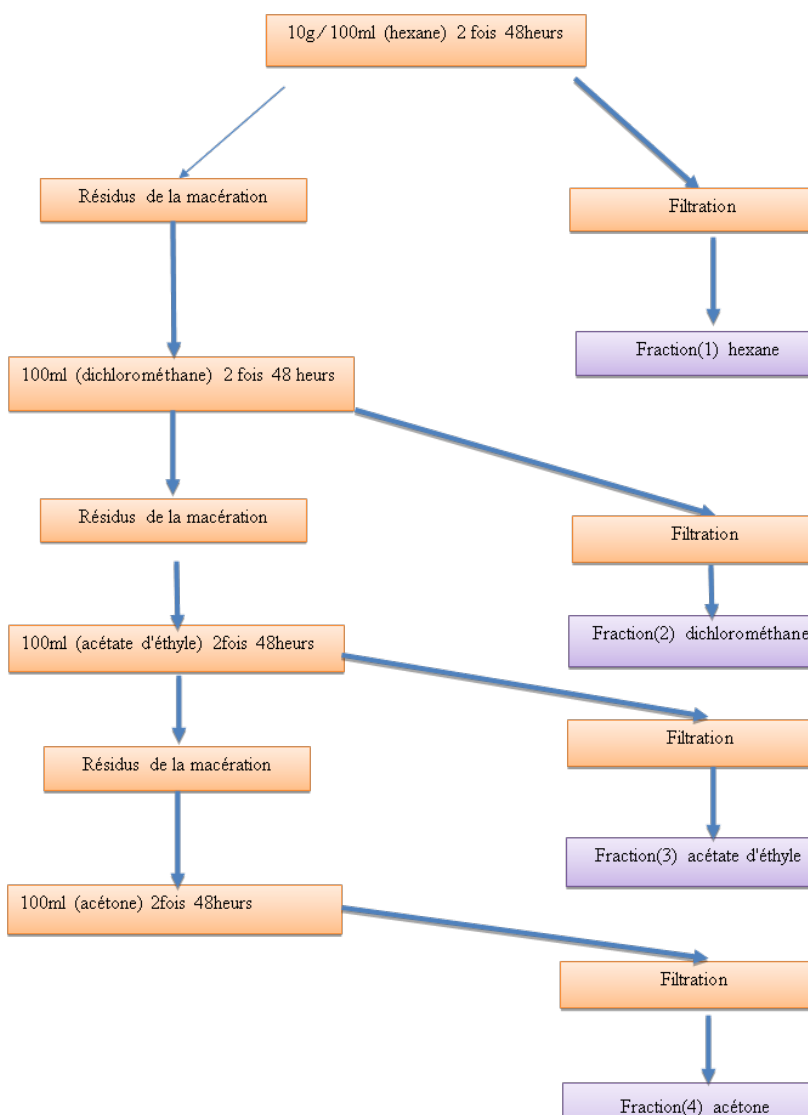 10g/100ml (hexane) 2 fois 48heurs
Résidus de la macération
Filtration
Fraction(1) hexane
100ml (dichlorométhane) 2 fois 48 heurs
Résidus de la macération
Filtration
Fraction(2) dichlorométhane
100ml (acétate d'éthyle) 2fois 48heurs
Filtration
Résidus de la macération
Fraction(3) acétate d'éthyle
100ml (acétone) 2fois 48heurs
Filtration
Fraction(4) acétone